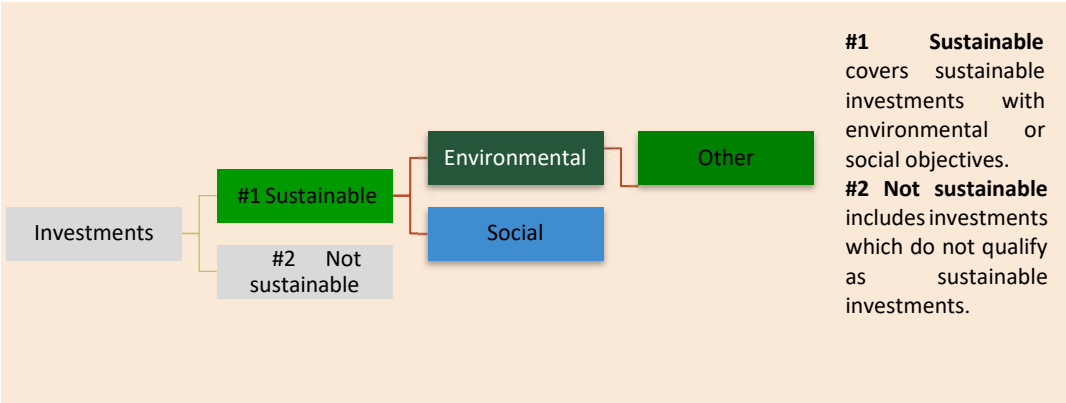 Investments
#1 Sustainable
#2 Not
sustainable
Environmental
Social
Other
#1 Sustainable
covers sustainable
investments with
environmental or
social objectives.
#2 Not sustainable
includes investments
which do not qualify
as sustainable
investments.